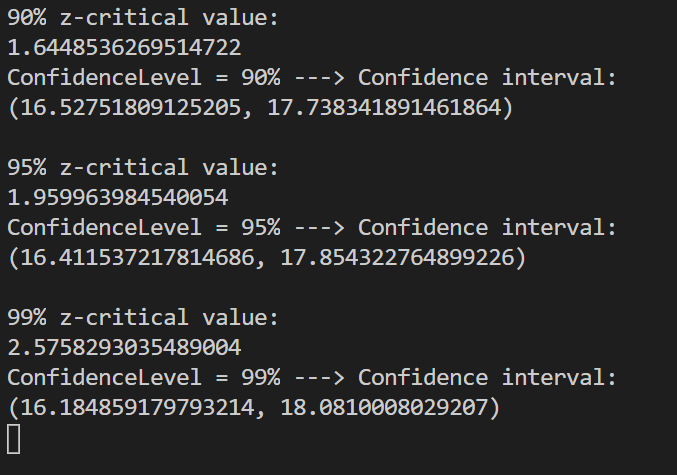 90% z-critical value:
1.6448536269514722
ConfidenceLevel = 90% ---> Confidence interval:
(16.52751809125205, 17.738341891461864)
95% z-critical value:
1.959963984540054
ConfidenceLevel = 95% ---> Confidence interval:
(16.411537217814686, 17.854322764899226)
99% z-critical value:
2.5758293035489004
ConfidenceLevel = 99% ---> Confidence interval:
(16.184859179793214, 18.0810008029207)